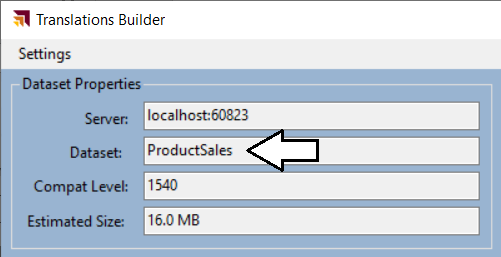 Translations Builder
Settings
Dataset Properties
Server: localhost:60823
Dataset: ProductSales
Compat Level: 1540
Estimated Size: 16.0 MB